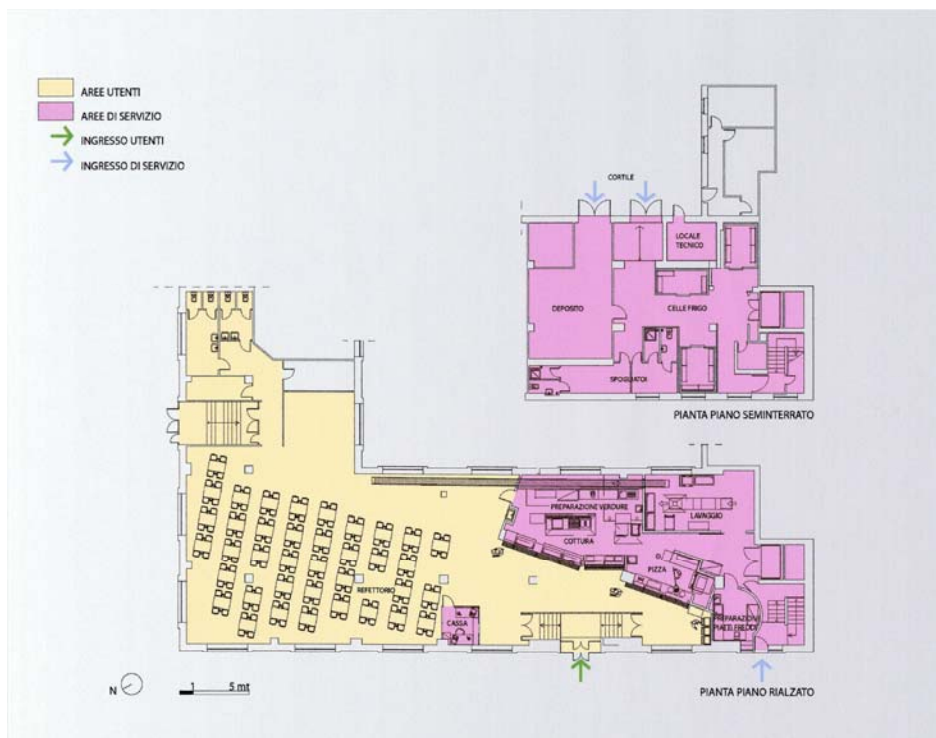 AREE UTENTI
AREE DI SERVIZIO
INGRESSO UTENTI
INGRESSO DI SERVIZIO
CORTILE
LOCALE
TECNICO
DEPOSITO
CELLE FRIGO
SPOGLIATOI
PIANTA PIANO SEMINTERRATO
PREPARAZIONE VERDURE
LAVAGGIO
COTTURA
PIZZA
REFETTORIO
CASSA
PREPARAZIONE
PIATTI FREDDI
N
1
5 mt
PIANTA PIANO RIALZATO